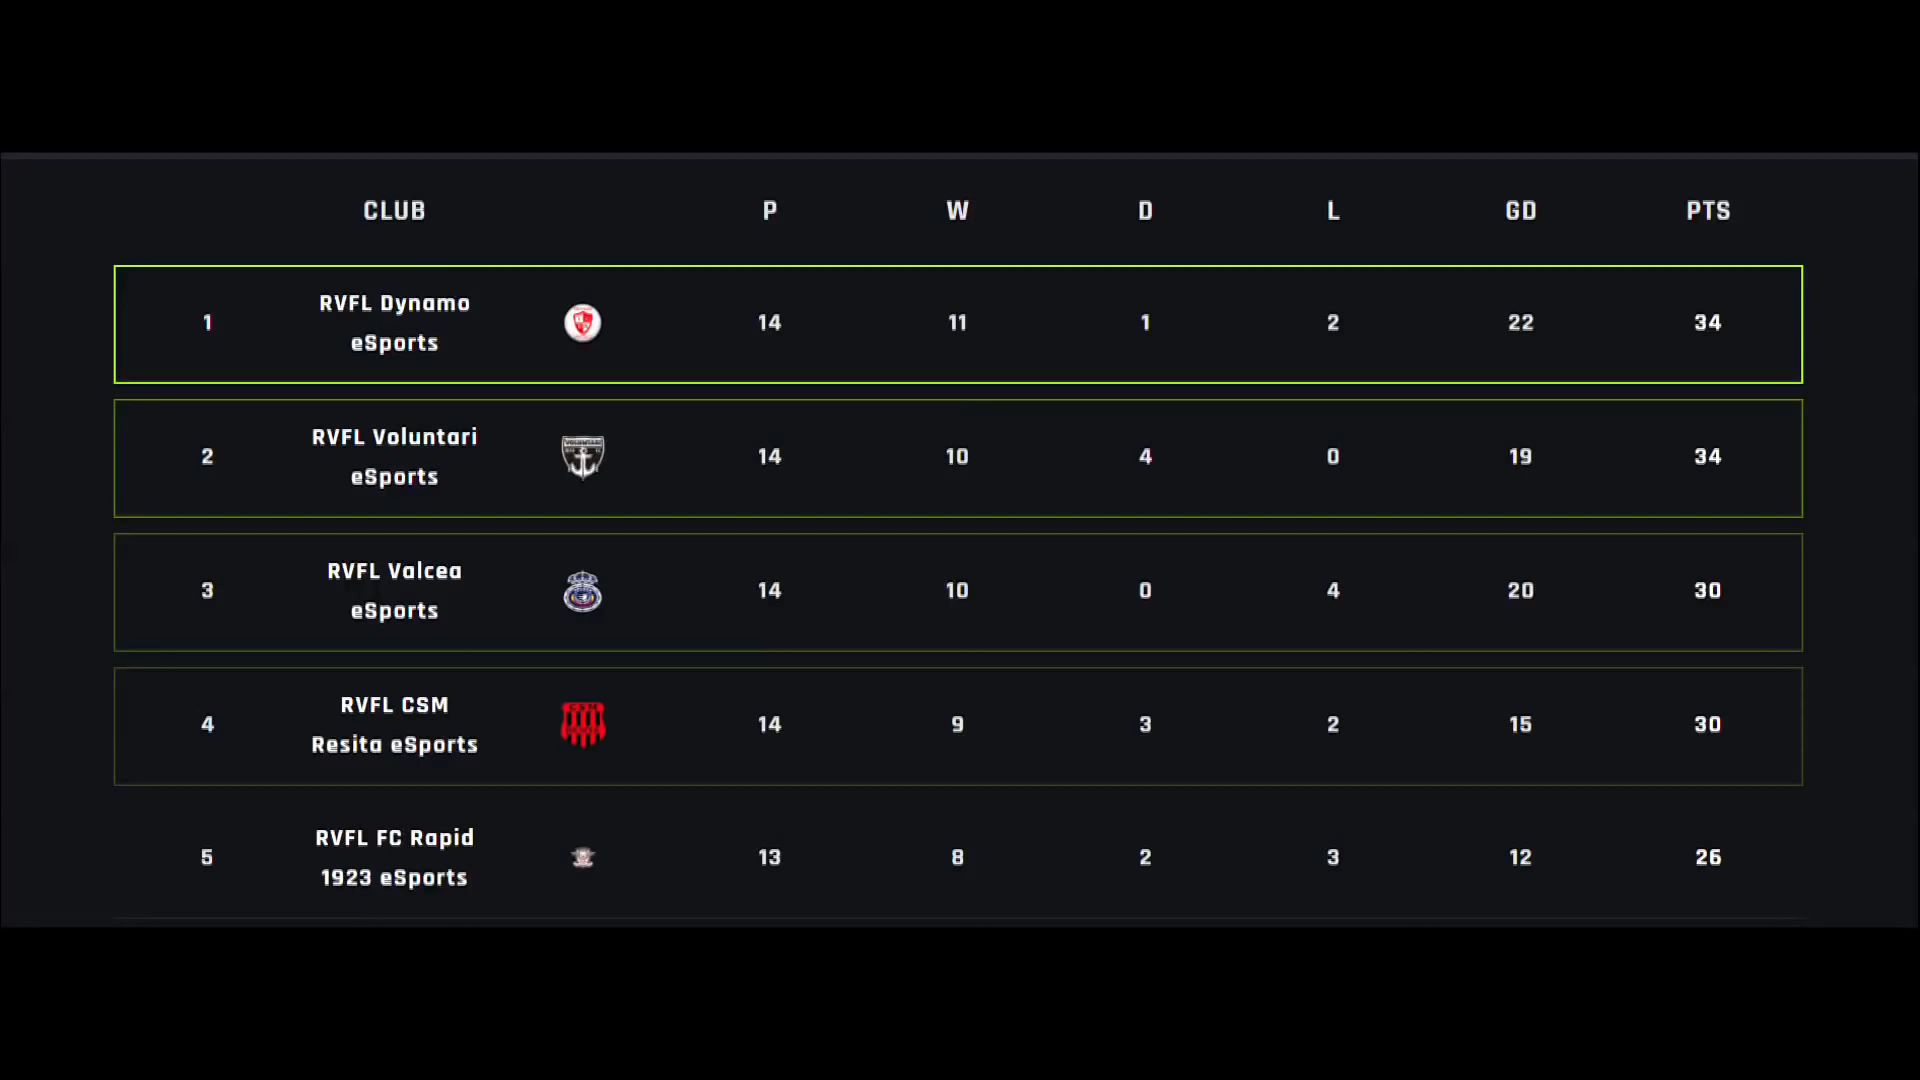 CLUB P W D L GD PTS
1 RVFL Dynamo eSports 14 11 1 2 22 34
2 RVFL Voluntari eSports VOLUNTARI 14 10 4 0 19 34
3 RVFL Valcea eSports 14 10 0 4 20 30
4 RVFL CSM Resita eSports CSM 14 9 3 2 15 30
5 RVFL FC Rapid 1923 eSports 13 8 2 3 12 26